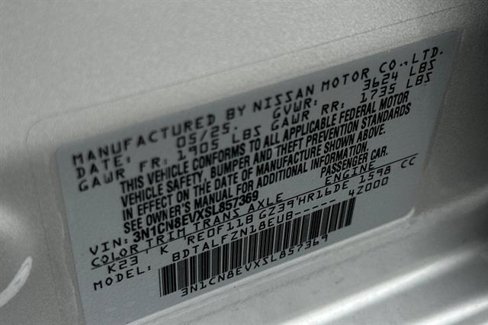 MANUFACTURED BY NISSAN MOTOR CO., LTD.
DATE: 05/25 GVWR: 3624 LBS
GAWR FR: 1905 LBS GAWR RR: 1735 LBS
THIS VEHICLE CONFORMS TO ALL APPLICABLE FEDERAL MOTOR
VEHICLE SAFETY, BUMPER AND THEFT PREVENTION STANDARDS
IN EFFECT ON THE DATE OF MANUFACTURE SHOWN ABOVE.
SEE OWNER'S MANUAL FOR ADDITIONAL INFORMATION.
VIN: 3N1CN8EVXSL857369 PASSENGER CAR
COLOR TRIM TRANS AXLE ENGINE 1598 CC
K23 K RE0F11B GZ39 HR16DE
BDTALFZN18EUB----- 42000
3N1CN8EVXSL857369